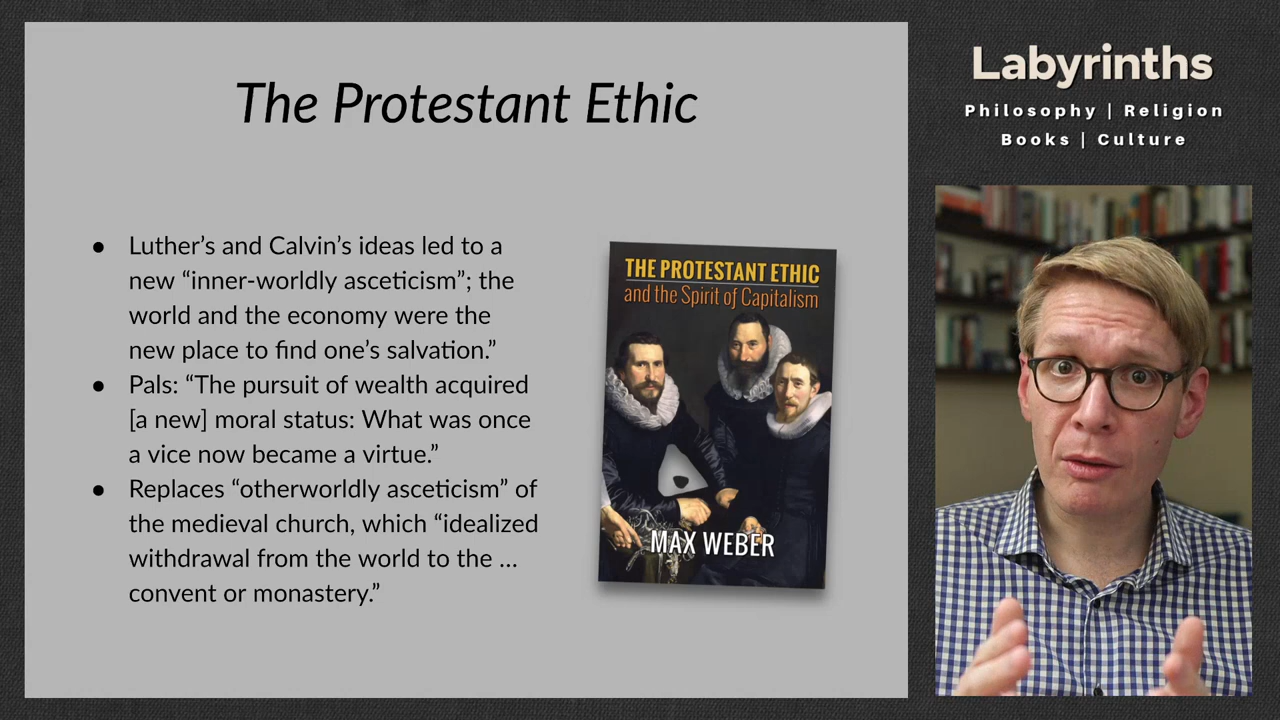 The Protestant Ethic
● Luther’s and Calvin’s ideas led to a
new “inner-worldly asceticism”; the
world and the economy were the
new place to find one’s salvation.”
● Pals: “The pursuit of wealth acquired
[a new] moral status: What was once
a vice now became a virtue.”
● Replaces “otherworldly asceticism” of
the medieval church, which “idealized
withdrawal from the world to the ...
convent or monastery.”
THE PROTESTANT ETHIC
and the Spirit of Capitalism
MAX WEBER
Labyrinths
Philosophy | Religion
Books | Culture